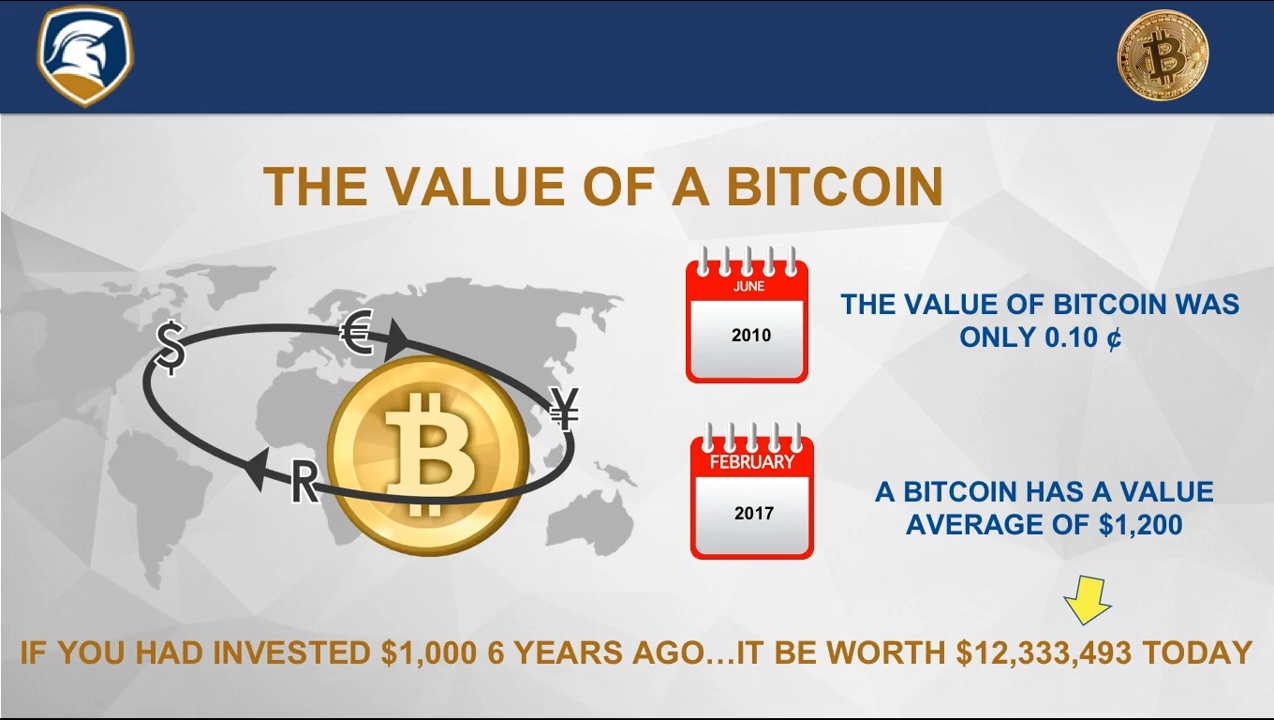 THE VALUE OF A BITCOIN
JUNE
2010
THE VALUE OF BITCOIN WAS
ONLY 0.10 ¢
$
€
¥
R
FEBRUARY
2017
A BITCOIN HAS A VALUE
AVERAGE OF $1,200
IF YOU HAD INVESTED $1,000 6 YEARS AGO...IT BE WORTH $12,333,493 TODAY